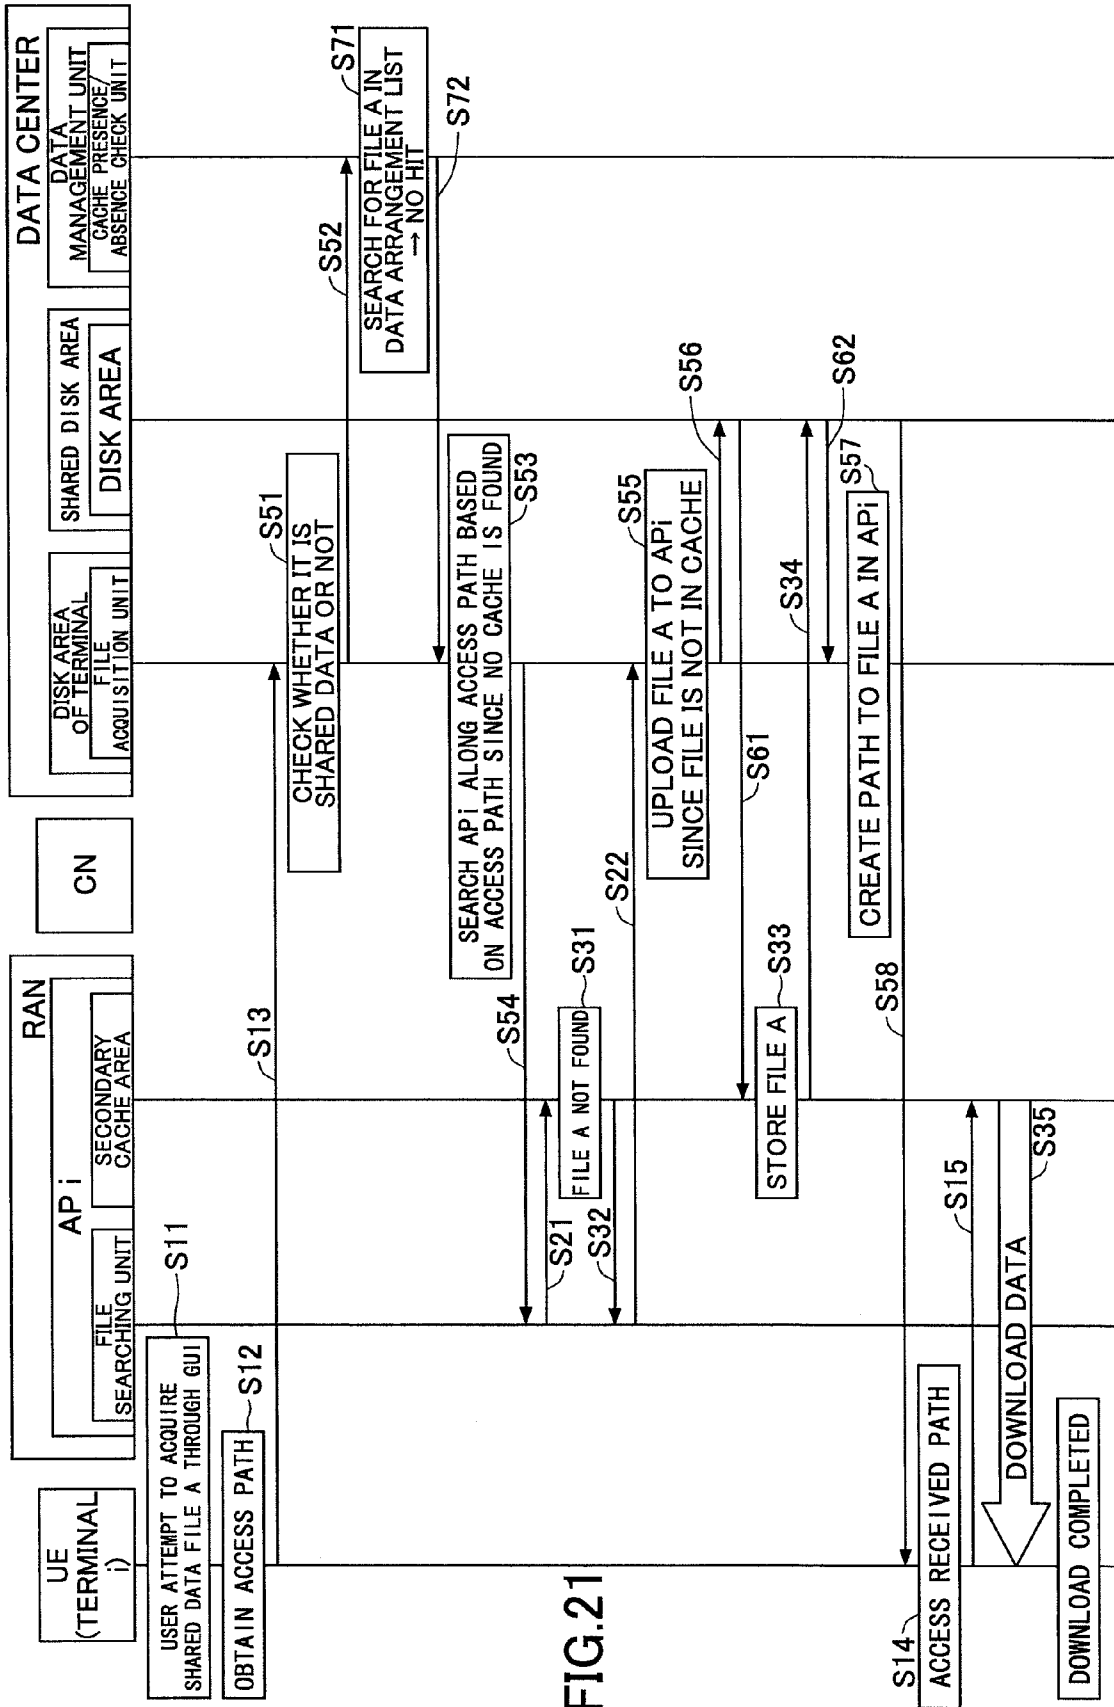 UE
(TERMINAL
i)
RAN
AP i
FILE
SEARCHING UNIT
SECONDARY
CACHE AREA
CN
DATA CENTER
DISK AREA
OF TERMINAL
FILE
ACQUISITION UNIT
SHARED DISK AREA
DISK AREA
DATA
MANAGEMENT UNIT
CACHE PRESENCE/
ABSENCE CHECK UNIT
USER ATTEMPT TO ACQUIRE
SHARED DATA FILE A THROUGH GUI
S11
OBTAIN ACCESS PATH
S12
S13
S51
CHECK WHETHER IT IS
SHARED DATA OR NOT
S52
S71
SEARCH FOR FILE A IN
DATA ARRANGEMENT LIST
→ NO HIT
S72
SEARCH APi ALONG ACCESS PATH BASED
ON ACCESS PATH SINCE NO CACHE IS FOUND
S53
S54
S21
FILE A NOT FOUND
S31
S32
S22
S55
UPLOAD FILE A TO APi
SINCE FILE IS NOT IN CACHE
S56
S61
STORE FILE A
S33
S34
S62
S57
CREATE PATH TO FILE A IN APi
S58
S14
ACCESS RECEIVED PATH
S15
DOWNLOAD DATA
S35
DOWNLOAD COMPLETED
FIG.21